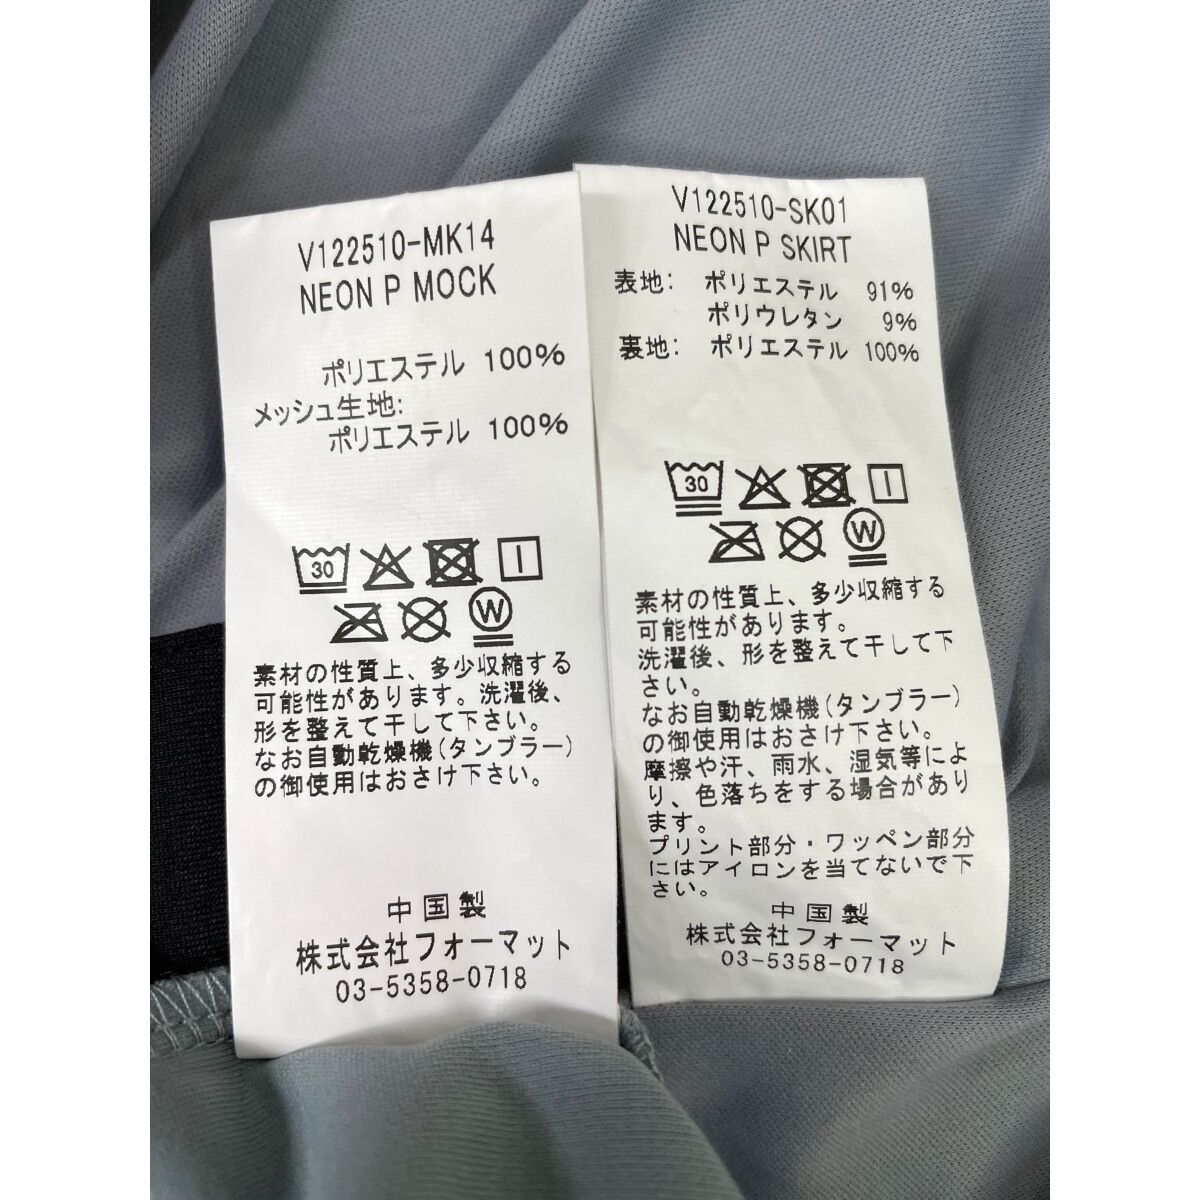 V122510-MK14
NEON P MOCK
ポリエステル 100%
メッシュ生地:
ポリエステル 100%
30
W
素材の性質上、多少収縮する
可能性があります。洗濯後、
形を整えて干して下さい。
なお自動乾燥機(タンブラー)
の御使用はおさけ下さい。
中国製
株式会社フォーマット
03-5358-0718
V122510-SK01
NEON P SKIRT
表地: ポリエステル 91%
ポリウレタン 9%
裏地: ポリエステル 100%
30
W
素材の性質上、多少収縮する
可能性があります。
洗濯後、形を整えて干して下
さい。
なお自動乾燥機(タンブラー)
の御使用はおさけ下さい。
摩擦や汗、雨水、湿気等によ
り、色落ちをする場合があり
ます。
プリント部分・ワッペン部分
にはアイロンを当てないで下
さい。
中国製
株式会社フォーマット
03-5358-0718